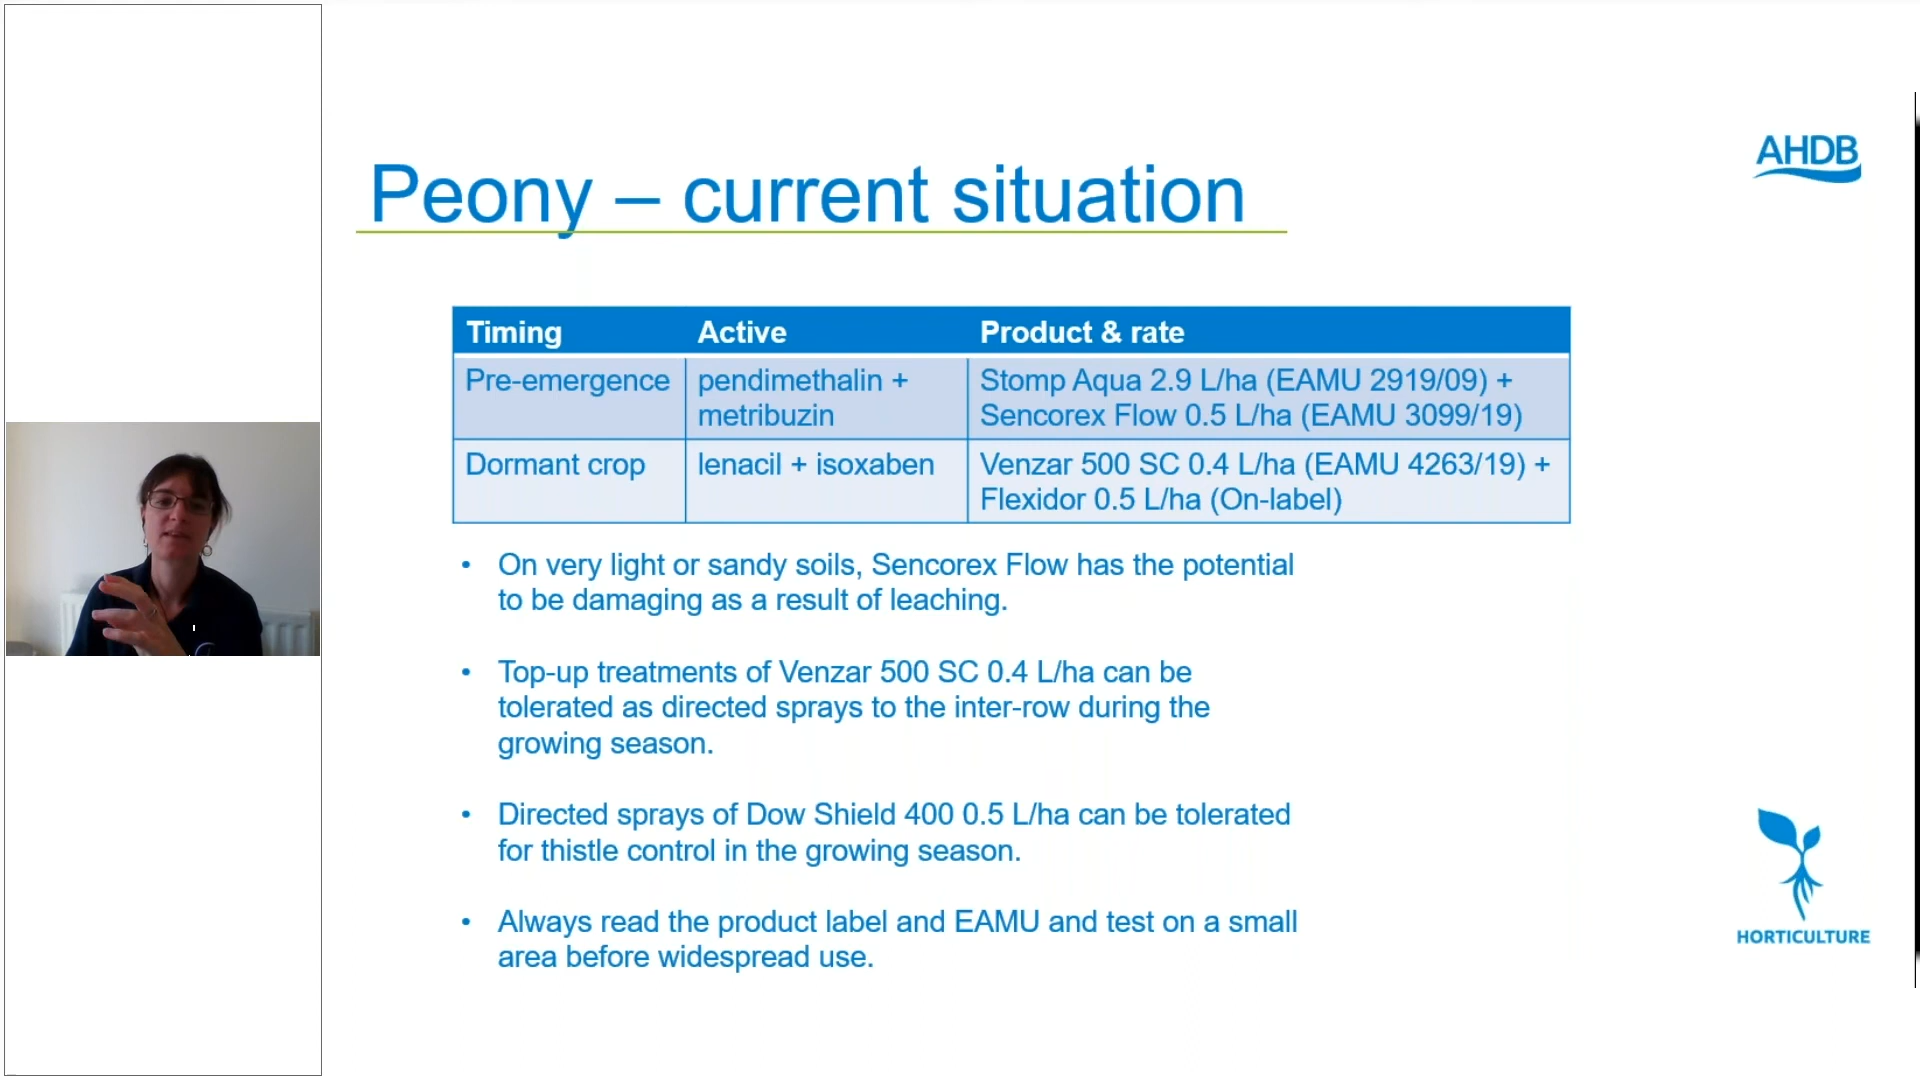 AHDB
Peony – current situation
Timing Active Product & rate
Pre-emergence pendimethalin + Stomp Aqua 2.9 L/ha (EAMU 2919/09) +
metribuzin Sencorex Flow 0.5 L/ha (EAMU 3099/19)
Dormant crop lenacil + isoxaben Venzar 500 SC 0.4 L/ha (EAMU 4263/19) +
Flexidor 0.5 L/ha (On-label)
• On very light or sandy soils, Sencorex Flow has the potential
to be damaging as a result of leaching.
• Top-up treatments of Venzar 500 SC 0.4 L/ha can be
tolerated as directed sprays to the inter-row during the
growing season.
• Directed sprays of Dow Shield 400 0.5 L/ha can be tolerated
for thistle control in the growing season.
• Always read the product label and EAMU and test on a small
area before widespread use.
HORTICULTURE